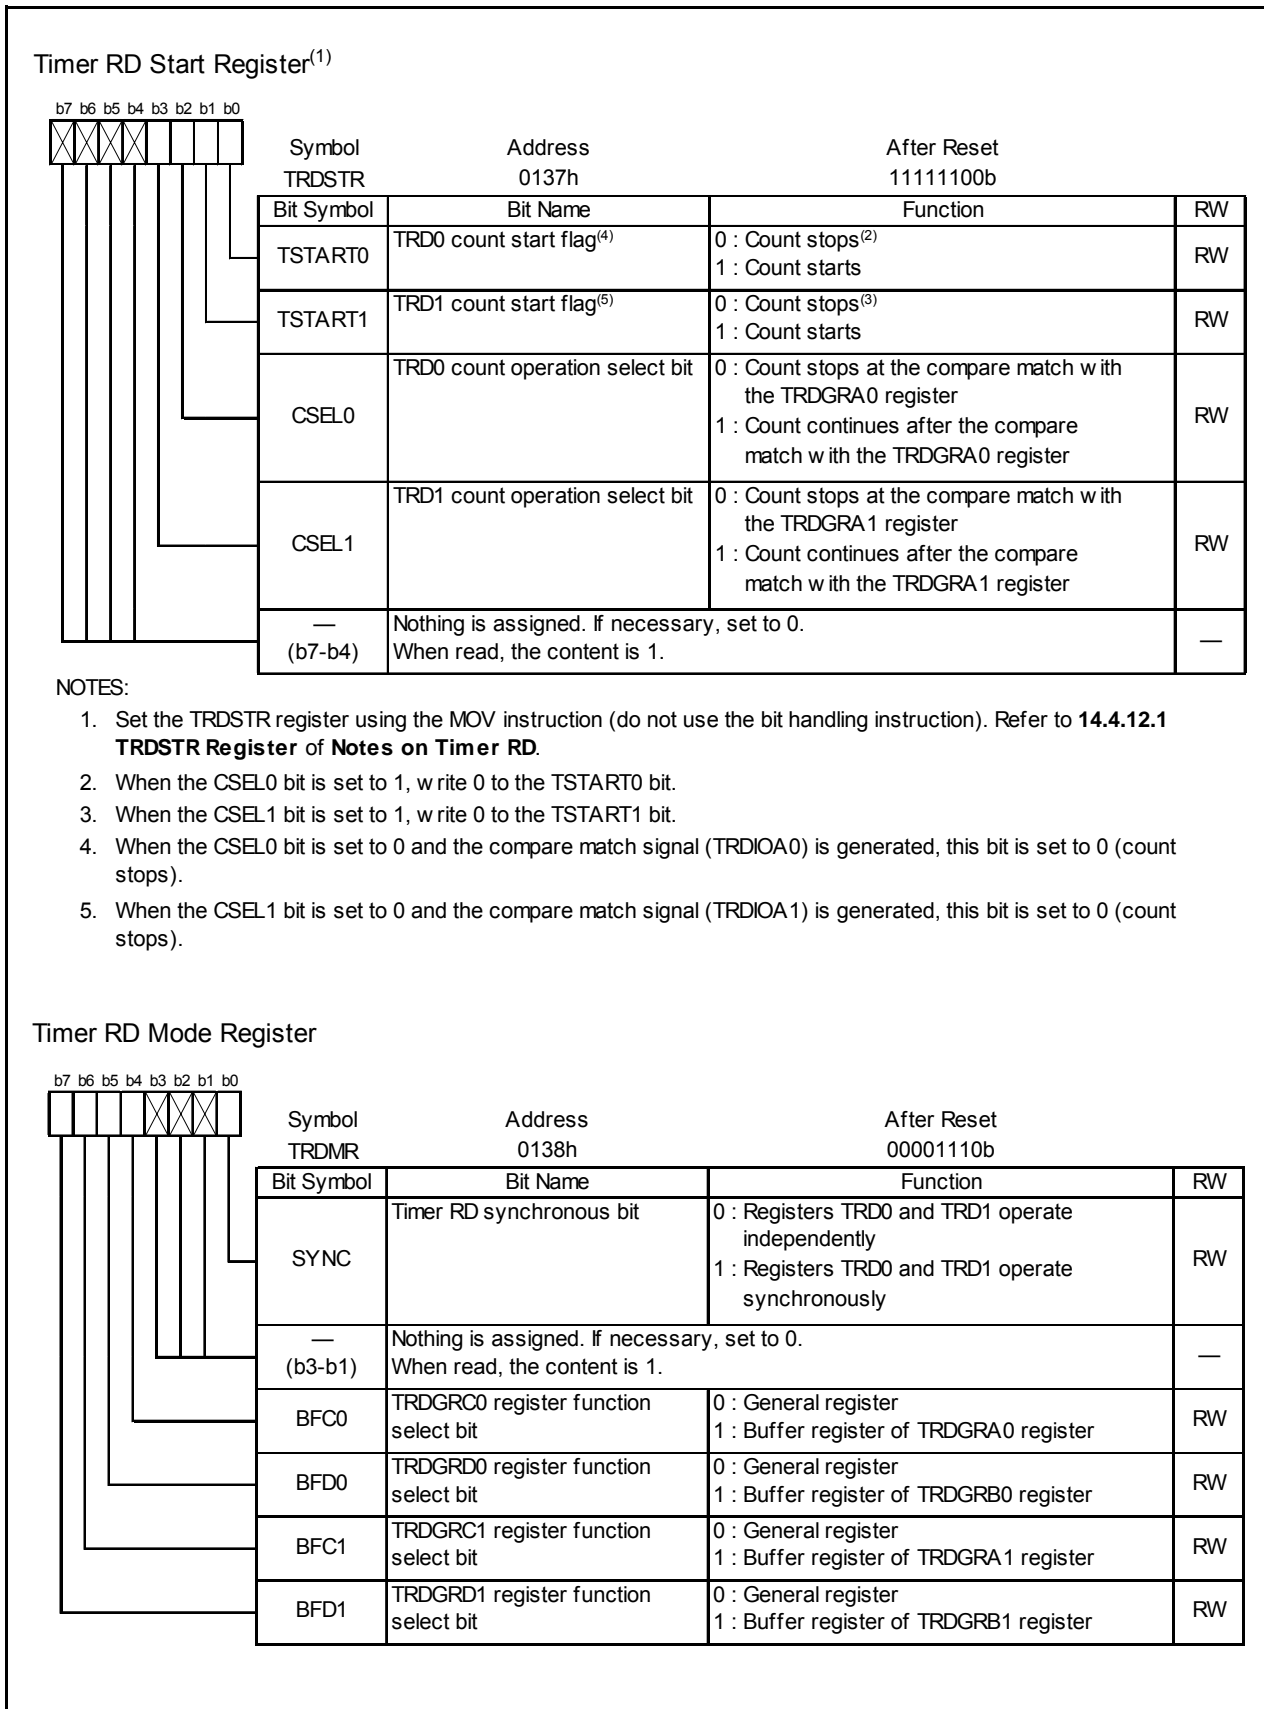 Timer RD Start Register(1)
b7 b6 b5 b4 b3 b2 b1 b0
Symbol Address After Reset
TRDSTR 0137h 11111100b
Bit Symbol Bit Name Function RW
TSTART0 TRD0 count start flag(4) 0 : Count stops(2) RW
1 : Count starts
TSTART1 TRD1 count start flag(5) 0 : Count stops(3) RW
1 : Count starts
CSEL0 TRD0 count operation select bit 0 : Count stops at the compare match with RW
the TRDGRA0 register
1 : Count continues after the compare
match with the TRDGRA0 register
CSEL1 TRD1 count operation select bit 0 : Count stops at the compare match with RW
the TRDGRA1 register
1 : Count continues after the compare
match with the TRDGRA1 register
— Nothing is assigned. If necessary, set to 0. —
(b7-b4) When read, the content is 1.
NOTES:
1. Set the TRDSTR register using the MOV instruction (do not use the bit handling instruction). Refer to 14.4.12.1
TRDSTR Register of Notes on Timer RD.
2. When the CSEL0 bit is set to 1, write 0 to the TSTART0 bit.
3. When the CSEL1 bit is set to 1, write 0 to the TSTART1 bit.
4. When the CSEL0 bit is set to 0 and the compare match signal (TRDIOA0) is generated, this bit is set to 0 (count
stops).
5. When the CSEL1 bit is set to 0 and the compare match signal (TRDIOA1) is generated, this bit is set to 0 (count
stops).
Timer RD Mode Register
b7 b6 b5 b4 b3 b2 b1 b0
Symbol Address After Reset
TRDMR 0138h 00001110b
Bit Symbol Bit Name Function RW
SYNC Timer RD synchronous bit 0 : Registers TRD0 and TRD1 operate RW
independently
1 : Registers TRD0 and TRD1 operate
synchronously
— Nothing is assigned. If necessary, set to 0. —
(b3-b1) When read, the content is 1.
BFC0 TRDGRC0 register function 0 : General register RW
select bit 1 : Buffer register of TRDGRA0 register
BFD0 TRDGRD0 register function 0 : General register RW
select bit 1 : Buffer register of TRDGRB0 register
BFC1 TRDGRC1 register function 0 : General register RW
select bit 1 : Buffer register of TRDGRA1 register
BFD1 TRDGRD1 register function 0 : General register RW
select bit 1 : Buffer register of TRDGRB1 register